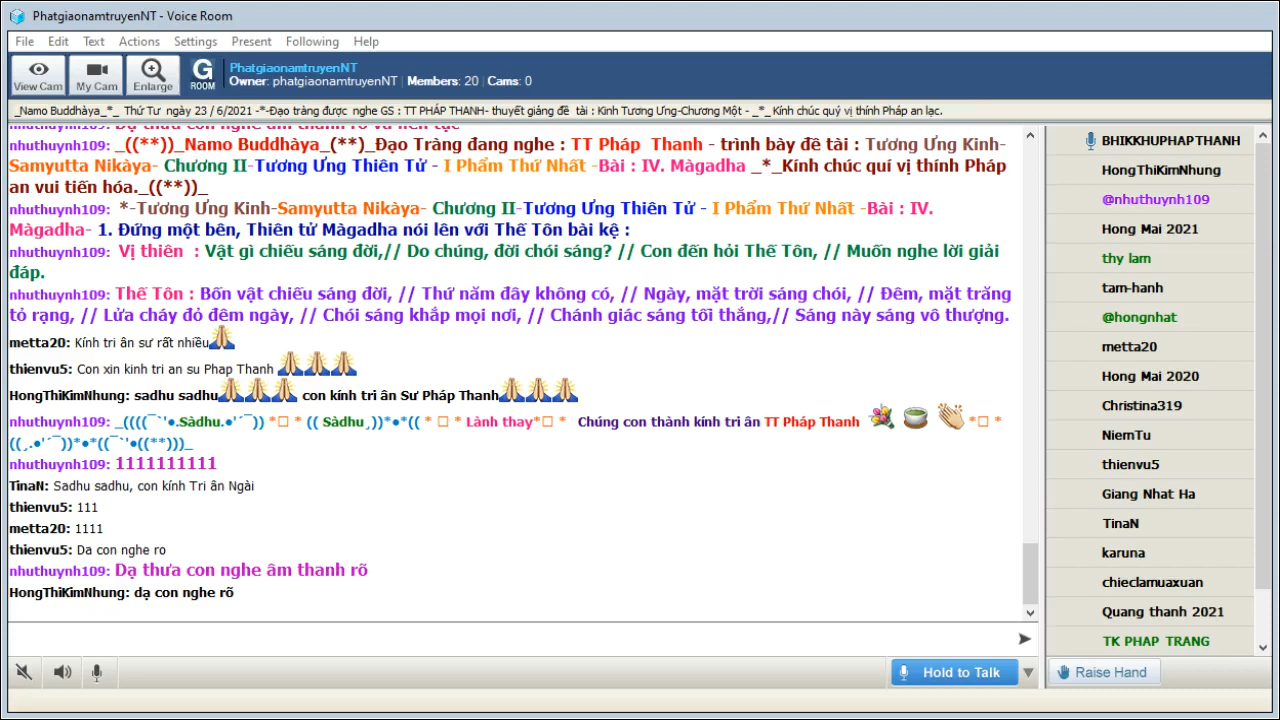 PhatgiaonamtruyenNT - Voice Room
File Edit Text Actions Settings Present Following Help
View Cam My Cam Enlarge G ROOM
PhatgiaonamtruyenNT
Owner: phatgiaonamtruyenNT | Members: 20 | Cams: 0
_Namo Buddhàya_*_ Thứ Tư ngày 23 / 6/2021 -*-Đạo tràng được nghe GS : TT PHÁP THANH- thuyết giảng đề tài : Kinh Tương Ưng-Chương Một - _*_Kính chúc quý vị thính Pháp an lạc.
nhuthuynh109: Dạ thưa con nghe âm thanh rõ và liên tục
nhuthuynh109: _((**))_Namo Buddhàya_(**)_Đạo Tràng đang nghe : TT Pháp Thanh - trình bày đề tài : Tương Ưng Kinh-
Samyutta Nikàya- Chương II-Tương Ưng Thiên Tử - I Phẩm Thứ Nhất -Bài : IV. Màgadha _*_Kính chúc quí vị thính Pháp
an vui tiến hóa._((**))_
nhuthuynh109: *-Tương Ưng Kinh-Samyutta Nikàya- Chương II-Tương Ưng Thiên Tử - I Phẩm Thứ Nhất -Bài : IV.
Màgadha- 1. Đứng một bên, Thiên tử Màgadha nói lên với Thế Tôn bài kệ :
nhuthuynh109: Vị thiên : Vật gì chiếu sáng đời,// Do chúng, đời chói sáng? // Con đến hỏi Thế Tôn, // Muốn nghe lời giải
đáp.
nhuthuynh109: Thế Tôn : Bốn vật chiếu sáng đời, // Thứ năm đây không có, // Ngày, mặt trời sáng chói, // Đêm, mặt trăng
tỏ rạng, // Lửa cháy đỏ đêm ngày, // Chói sáng khắp mọi nơi, // Chánh giác sáng tối thắng,// Sáng này sáng vô thượng.
metta20: Kính tri ân sư rất nhiều🙏
thienvu5: Con xin kinh tri an su Phap Thanh 🙏🙏🙏
HongThiKimNhung: sadhu sadhu🙏🙏🙏 con kính tri ân Sư Pháp Thanh🙏🙏🙏
nhuthuynh109: _((((¯`'•.Sàdhu.•'´¯)) *□ * (( Sàdhu¸))*•*(( * □ * Lành thay*□ * Chúng con thành kính tri ân TT Pháp Thanh 💐 🍵 👏 *□ *
((¸.•'´¯))*•*((¯`'•((**)))_
nhuthuynh109: 1111111111
TinaN: Sadhu sadhu, con kính Tri ân Ngài
thienvu5: 111
metta20: 1111
thienvu5: Da con nghe ro
nhuthuynh109: Dạ thưa con nghe âm thanh rõ
HongThiKimNhung: dạ con nghe rõ
BHIKKHUPHAPTHANH
HongThiKimNhung
@nhuthuynh109
Hong Mai 2021
thy lam
tam-hanh
@hongnhat
metta20
Hong Mai 2020
Christina319
NiemTu
thienvu5
Giang Nhat Ha
TinaN
karuna
chieclamuaxuan
Quang thanh 2021
TK PHAP TRANG
Hold to Talk
Raise Hand